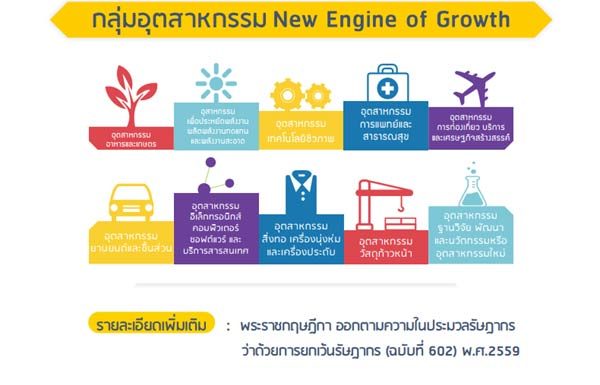 กลุ่มอุตสาหกรรม New Engine of Growth
อุตสาหกรรม
อาหารและเกษตร
อุตสาหกรรม
เพื่อประหยัดพลังงาน
ผลิตพลังงานทดแทน
และพลังงานสะอาด
อุตสาหกรรม
เทคโนโลยีชีวภาพ
อุตสาหกรรม
การแพทย์และ
สาธารณสุข
อุตสาหกรรม
การท่องเที่ยว บริการ
และเศรษฐกิจสร้างสรรค์
อุตสาหกรรม
ยานยนต์และชิ้นส่วน
อุตสาหกรรม
อิเล็กทรอนิกส์
คอมพิวเตอร์
ซอฟต์แวร์ และ
บริการสารสนเทศ
อุตสาหกรรม
สิ่งทอ เครื่องนุ่งห่ม
และเครื่องประดับ
อุตสาหกรรม
วัสดุก้าวหน้า
อุตสาหกรรม
ฐานวิจัย พัฒนา
และนวัตกรรมหรือ
อุตสาหกรรมใหม่
รายละเอียดเพิ่มเติม : พระราชกฤษฎีกา ออกตามความในประมวลรัษฎากร
ว่าด้วยการยกเว้นรัษฎากร (ฉบับที่ 602) พ.ศ.2559